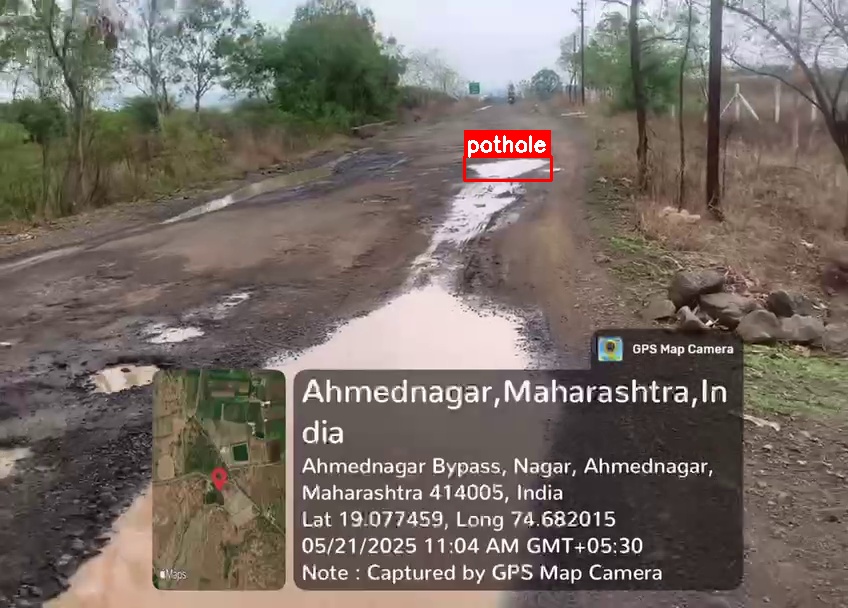 pothole
GPS Map Camera
Ahmednagar,Maharashtra,In
dia
Ahmednagar Bypass, Nagar, Ahmednagar,
Maharashtra 414005, India
Lat 19.077459, Long 74.682015
05/21/2025 11:04 AM GMT+05:30
Note : Captured by GPS Map Camera
Maps